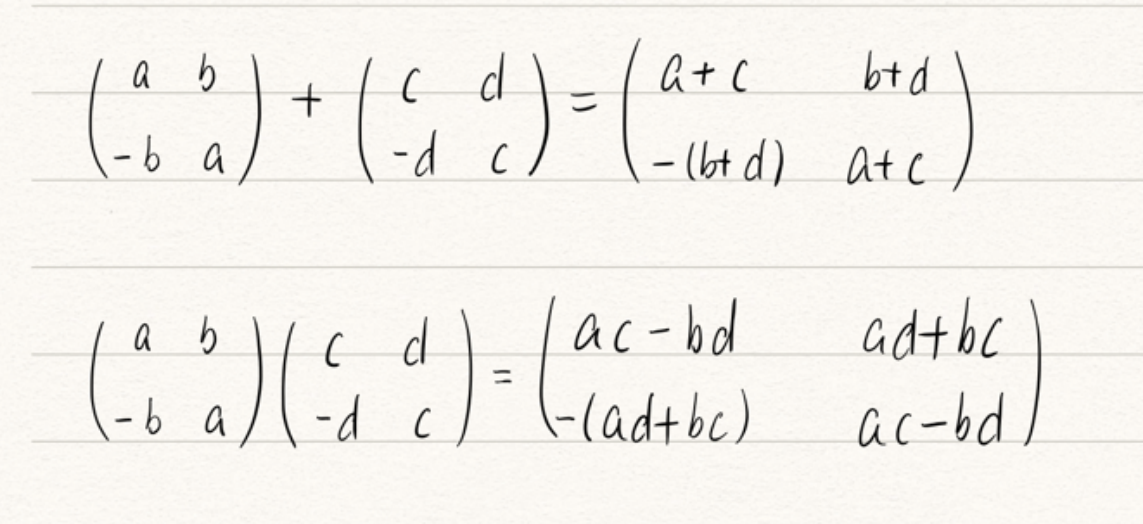 $\begin{pmatrix} a & b \\ -b & a \end{pmatrix} + \begin{pmatrix} c & d \\ -d & c \end{pmatrix} = \begin{pmatrix} a+c & b+d \\ -(b+d) & a+c \end{pmatrix}$
$\begin{pmatrix} a & b \\ -b & a \end{pmatrix} \begin{pmatrix} c & d \\ -d & c \end{pmatrix} = \begin{pmatrix} ac-bd & ad+bc \\ -(ad+bc) & ac-bd \end{pmatrix}$